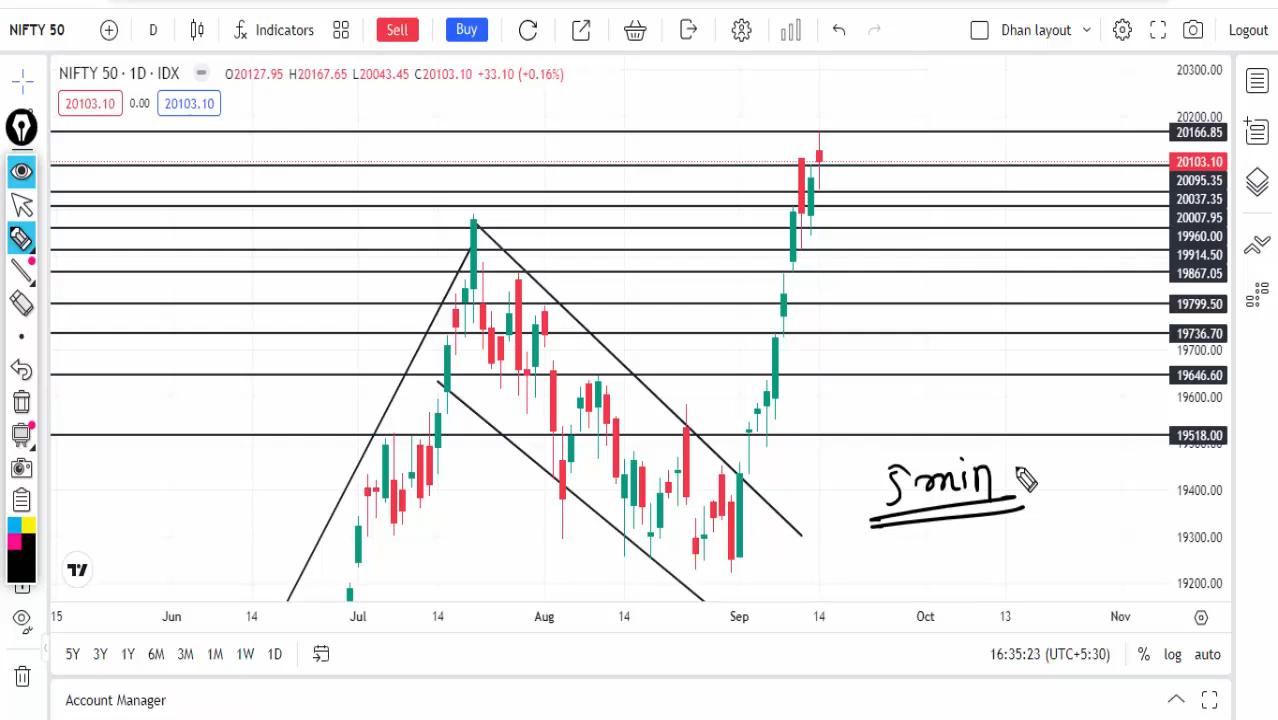 NIFTY 50 D Indicators Sell Buy Dhan layout Logout
NIFTY 50 · 1D · IDX O20127.95 H20167.65 L20043.45 C20103.10 +33.10 (+0.16%)
20103.10 0.00 20103.10
20300.00
20200.00
20166.85
20103.10
20095.35
20037.35
20007.95
19960.00
19914.50
19867.05
19799.50
19736.70
19700.00
19646.60
19600.00
19518.00
5 min
19400.00
19300.00
19200.00
15 Jun 14 Jul 14 Aug 14 Sep 14 Oct 13 Nov
5Y 3Y 1Y 6M 3M 1M 1W 1D 16:35:23 (UTC+5:30) % log auto
Account Manager